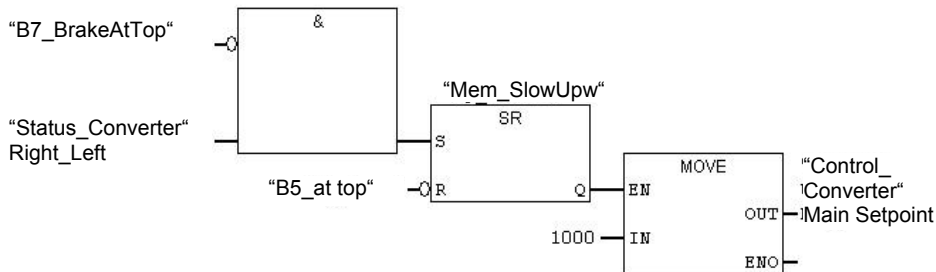 &
“B7_BrakeAtTop“
“Mem_SlowUpw“
SR
“Status_Converter“
Right_Left
S
MOVE
“Control_
Converter“
Main Setpoint
“B5_at top“
R
Q
EN
OUT
1000
IN
ENO